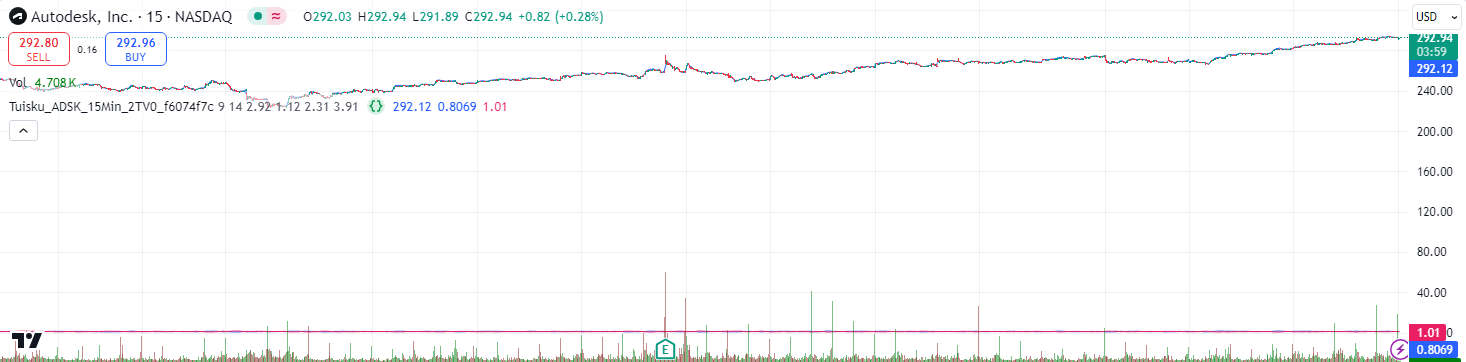 Autodesk, Inc. · 15 · NASDAQ O292.03 H292.94 L291.89 C292.94 +0.82 (+0.28%)
USD
292.80
SELL
0.16
292.96
BUY
292.94
03:59
292.12
Vol 4.708 K
240.00
Tuisku_ADSK_15Min_2TV0_f6074f7c 9 14 2.92 1.12 2.31 3.91 {} 292.12 0.8069 1.01
200.00
160.00
120.00
80.00
40.00
1.01
E
0.8069